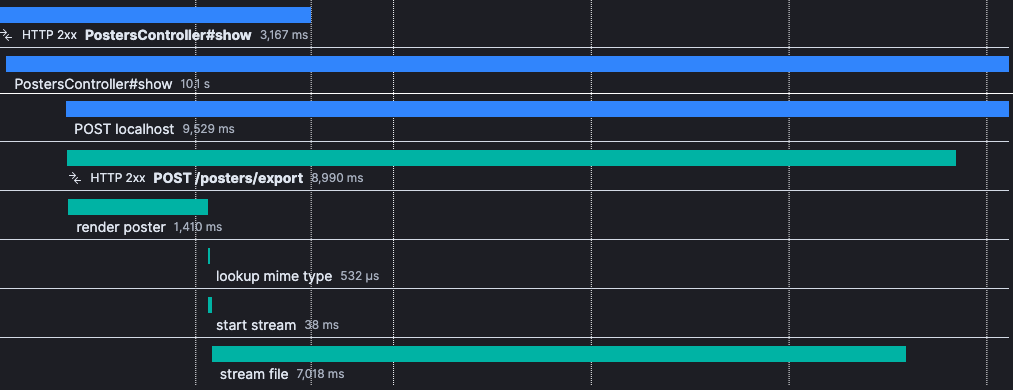 HTTP 2xx PostersController#show 3,167 ms
PostersController#show 10.1 s
POST localhost 9,529 ms
HTTP 2xx POST /posters/export 8,990 ms
render poster 1,410 ms
lookup mime type 532 μs
start stream 38 ms
stream file 7,018 ms